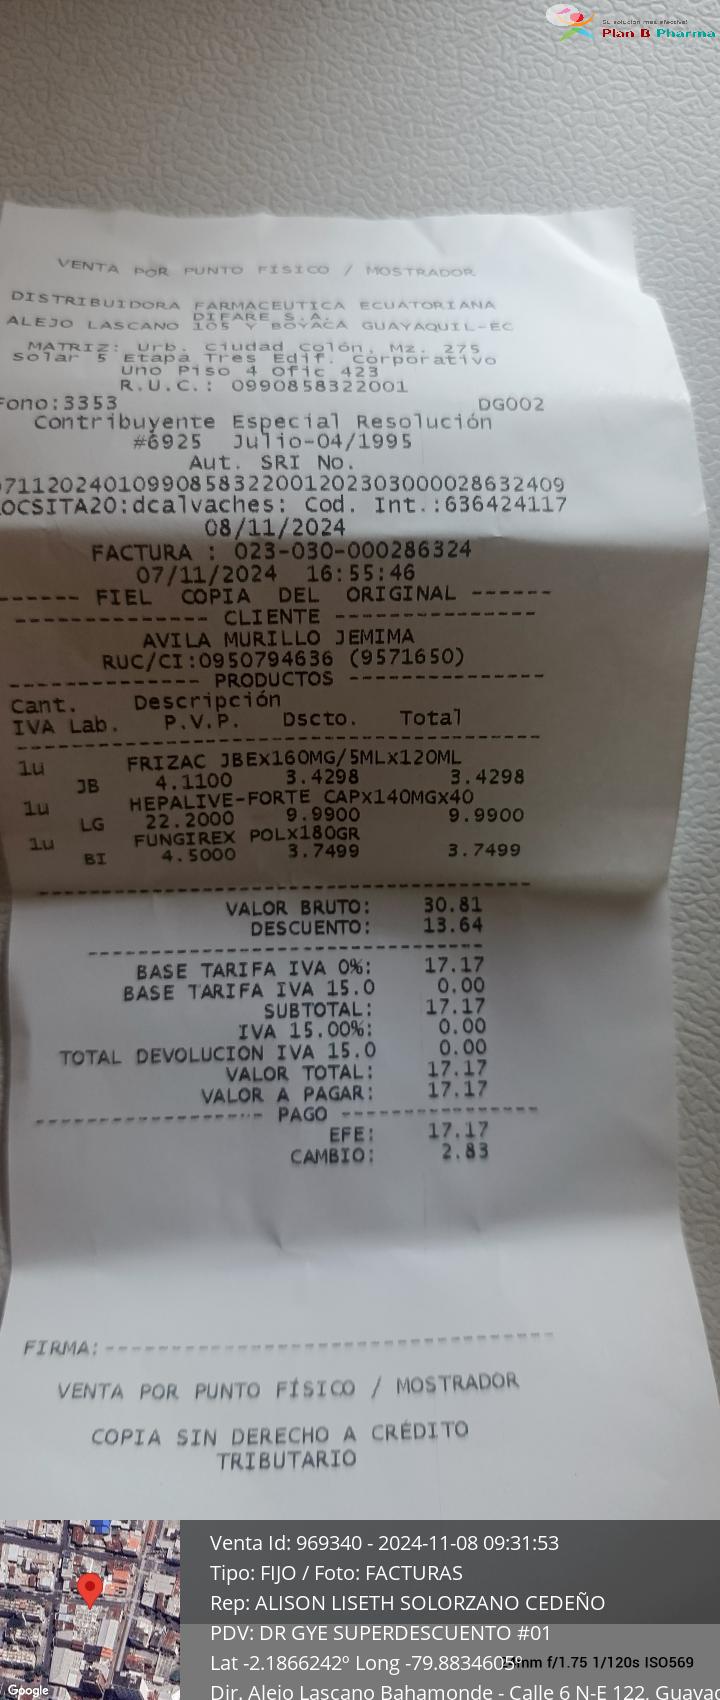 Su solución mas efectiva!
Plan B Pharma
VENTA POR PUNTO FÍSICO / MOSTRADOR
DISTRIBUIDORA FARMACEUTICA ECUATORIANA
DIFARE S.A.
ALEJO LASCANO 105 Y BOYACA GUAYAQUIL-EC
MATRIZ: Urb. Ciudad Colón, Mz. 275
Solar 5 Etapa Tres Edif. Corporativo
Uno Piso 4 Ofic 423
R.U.C.: 0990858322001
Fono:3353 DG002
Contribuyente Especial Resolución
#6925 Julio-04/1995
Aut. SRI No.
07112024010990858322001202303000028632409
OCSITA20:dcalvaches: Cod. Int.:636424117
08/11/2024
FACTURA : 023-030-000286324
07/11/2024 16:55:46
------ FIEL COPIA DEL ORIGINAL ------
-------------- CLIENTE ---------------
AVILA MURILLO JEMIMA
RUC/CI:0950794636 (9571650)
-------------- PRODUCTOS ---------------
Cant. Descripción
IVA Lab. P.V.P. Dscto. Total
1u FRIZAC JBEx160MG/5MLx120ML
JB 4.1100 3.4298 3.4298
1u HEPALIVE-FORTE CAPx140MGx40
LG 22.2000 9.9900 9.9900
1u FUNGIREX POLx180GR
BI 4.5000 3.7499 3.7499
VALOR BRUTO: 30.81
DESCUENTO: 13.64
BASE TARIFA IVA 0%: 17.17
BASE TARIFA IVA 15.0 0.00
SUBTOTAL: 17.17
IVA 15.00%: 0.00
TOTAL DEVOLUCION IVA 15.0 0.00
VALOR TOTAL: 17.17
VALOR A PAGAR: 17.17
------------------ PAGO ---------------
EFE: 17.17
CAMBIO: 2.83
FIRMA:-----------------------------------
VENTA POR PUNTO FÍSICO / MOSTRADOR
COPIA SIN DERECHO A CRÉDITO
TRIBUTARIO
Venta Id: 969340 - 2024-11-08 09:31:53
Tipo: FIJO / Foto: FACTURAS
Rep: ALISON LISETH SOLORZANO CEDEÑO
PDV: DR GYE SUPERDESCUENTO #01
Lat -2.1866242º Long -79.8834605º
mm f/1.75 1/120s ISO569
Dir. Alejo Lascano Bahamonde - Calle 6 N-E 122, Guayaq
Google